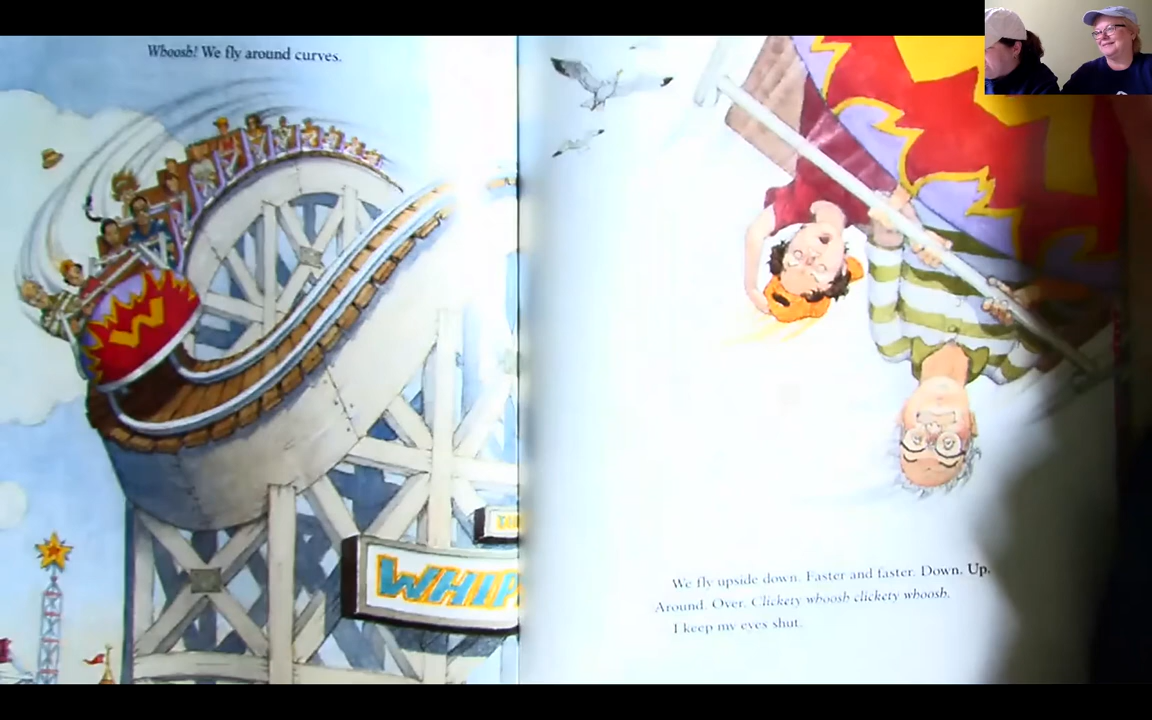 Whoosh! We fly around curves.
W
WHIP
We fly upside down. Faster and faster. Down. Up.
Around. Over. Clickety whoosh clickety whoosh.
I keep my eyes shut.